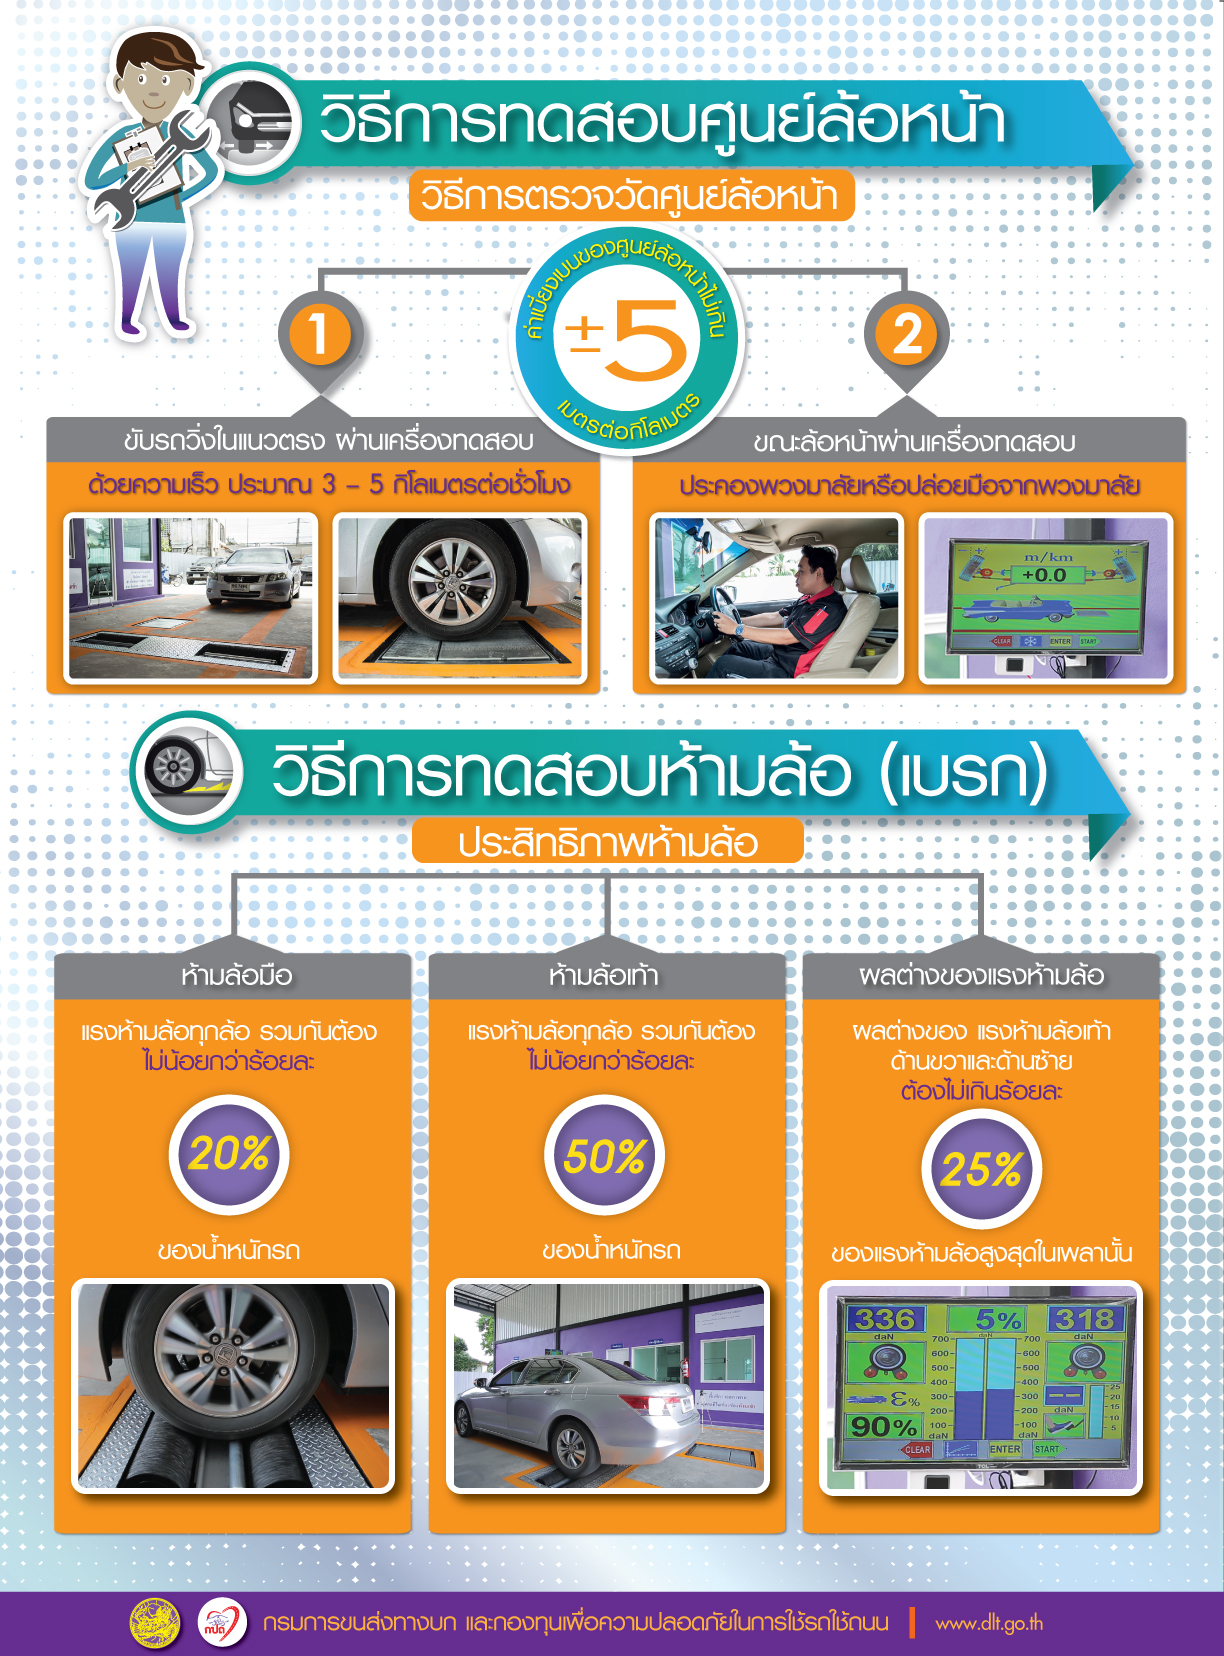 วิธีการทดสอบศูนย์ล้อหน้า
วิธีการตรวจวัดศูนย์ล้อหน้า
ค่าเบี่ยงเบนของศูนย์ล้อหน้าไม่เกิน
±5
เมตรต่อกิโลเมตร
1
ขับรถวิ่งในแนวตรง ผ่านเครื่องทดสอบ
ด้วยความเร็ว ประมาณ 3 – 5 กิโลเมตรต่อชั่วโมง
2
ขณะล้อหน้าผ่านเครื่องทดสอบ
ประคองพวงมาลัยหรือปล่อยมือจากพวงมาลัย
m/km
+0.0
CLEAR ENTER START
TCL
วิธีการทดสอบห้ามล้อ (เบรก)
ประสิทธิภาพห้ามล้อ
ห้ามล้อมือ
แรงห้ามล้อทุกล้อ รวมกันต้อง
ไม่น้อยกว่าร้อยละ
20%
ของน้ำหนักรถ
ห้ามล้อเท้า
แรงห้ามล้อทุกล้อ รวมกันต้อง
ไม่น้อยกว่าร้อยละ
50%
ของน้ำหนักรถ
ผลต่างของแรงห้ามล้อ
ผลต่างของ แรงห้ามล้อเท้า
ด้านขวาและด้านซ้าย
ต้องไม่เกินร้อยละ
25%
ของแรงห้ามล้อสูงสุดในเพลานั้น
336 5% 318
daN daN daN
700 700
600 600
500 500
400 400
300 300
200 200
100 100
daN daN
25
20
15
10
5
daN
ε%
90%
CLEAR ENTER START
TCL
กปถ
กรมการขนส่งทางบก และกองทุนเพื่อความปลอดภัยในการใช้รถใช้ถนน | www.dlt.go.th